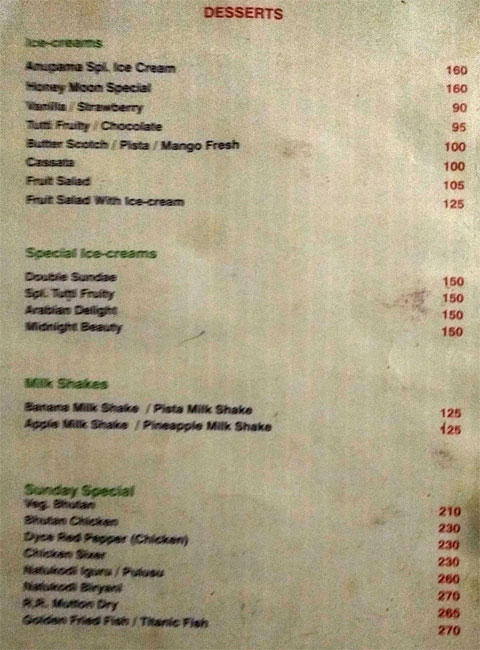 DESSERTS
Ice-creams
Anupama Spl. Ice Cream 160
Honey Moon Special 160
Vanilla / Strawberry 90
Tutti Fruity / Chocolate 95
Butter Scotch / Pista / Mango Fresh 100
Cassata 100
Fruit Salad 105
Fruit Salad With Ice-cream 125
Special Ice-creams
Double Sundae 150
Spl. Tutti Fruity 150
Arabian Delight 150
Midnight Beauty 150
Milk Shakes
Banana Milk Shake / Pista Milk Shake 125
Apple Milk Shake / Pineapple Milk Shake 125
Sunday Special
Veg. Bhutan 210
Bhutan Chicken 230
Dyce Red Pepper (Chicken) 230
Chicken Sizer 230
Natukodi Iguru / Pulusu 260
Natukodi Biryani 270
R.R. Mutton Dry 265
Golden Fried Fish / Titanic Fish 270